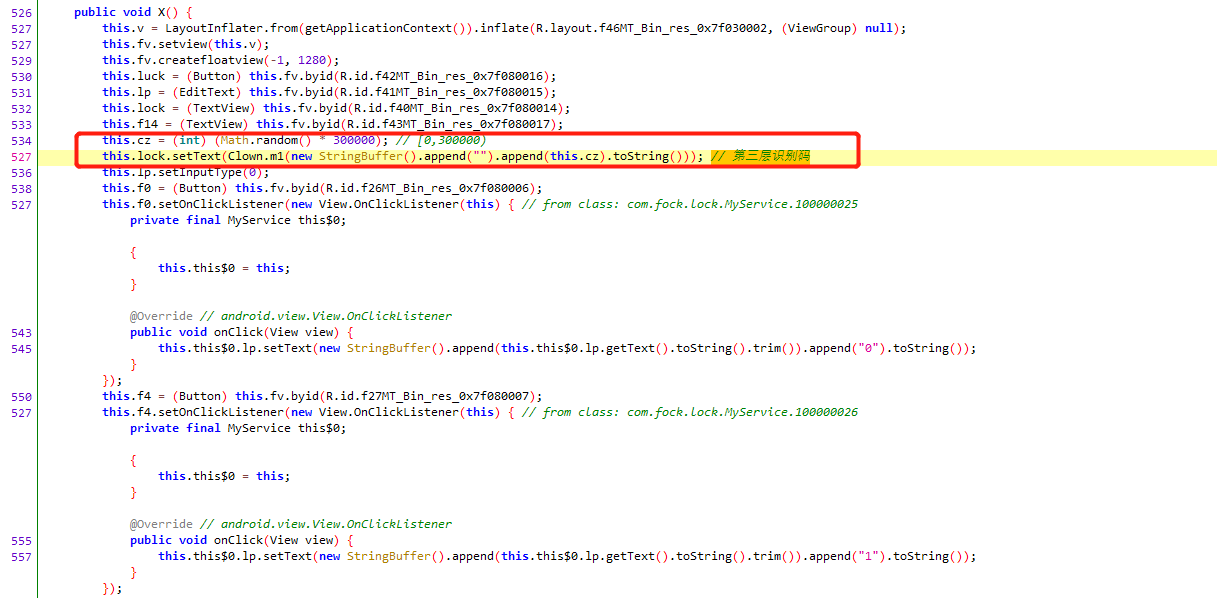 526 public void X() {
527 this.v = LayoutInflater.from(getApplicationContext()).inflate(R.layout.f46MT_Bin_res_0x7f030002, (ViewGroup) null);
527 this.fv.setview(this.v);
529 this.fv.createfloatview(-1, 1280);
530 this.luck = (Button) this.fv.byid(R.id.f42MT_Bin_res_0x7f080016);
531 this.lp = (EditText) this.fv.byid(R.id.f41MT_Bin_res_0x7f080015);
532 this.lock = (TextView) this.fv.byid(R.id.f40MT_Bin_res_0x7f080014);
533 this.f14 = (TextView) this.fv.byid(R.id.f43MT_Bin_res_0x7f080017);
534 this.cz = (int) (Math.random() * 300000); // [0,300000)
527 this.lock.setText(Clown.m1(new StringBuffer().append("").append(this.cz).toString())); // 第三层识别码
536 this.lp.setInputType(0);
538 this.f0 = (Button) this.fv.byid(R.id.f26MT_Bin_res_0x7f080006);
527 this.f0.setOnClickListener(new View.OnClickListener(this) { // from class: com.fock.lock.MyService.100000025
private final MyService this$0;
{
this.this$0 = this;
}
@Override // android.view.View.OnClickListener
543 public void onClick(View view) {
545 this.this$0.lp.setText(new StringBuffer().append(this.this$0.lp.getText().toString().trim()).append("0").toString());
}
});
550 this.f4 = (Button) this.fv.byid(R.id.f27MT_Bin_res_0x7f080007);
527 this.f4.setOnClickListener(new View.OnClickListener(this) { // from class: com.fock.lock.MyService.100000026
private final MyService this$0;
{
this.this$0 = this;
}
@Override // android.view.View.OnClickListener
555 public void onClick(View view) {
557 this.this$0.lp.setText(new StringBuffer().append(this.this$0.lp.getText().toString().trim()).append("1").toString());
}
});